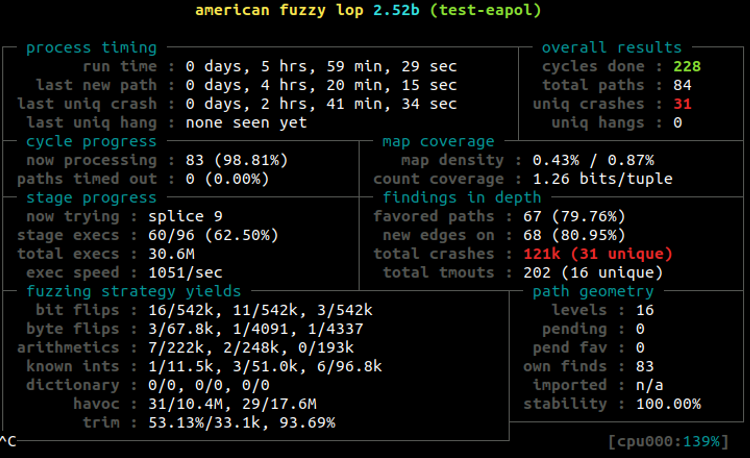 american fuzzy lop 2.52b (test-eapol)
process timing overall results
run time : 0 days, 5 hrs, 59 min, 29 sec cycles done : 228
last new path : 0 days, 4 hrs, 20 min, 15 sec total paths : 84
last uniq crash : 0 days, 2 hrs, 41 min, 34 sec uniq crashes : 31
last uniq hang : none seen yet uniq hangs : 0
cycle progress map coverage
now processing : 83 (98.81%) map density : 0.43% / 0.87%
paths timed out : 0 (0.00%) count coverage : 1.26 bits/tuple
stage progress findings in depth
now trying : splice 9 favored paths : 67 (79.76%)
stage execs : 60/96 (62.50%) new edges on : 68 (80.95%)
total execs : 30.6M total crashes : 121k (31 unique)
exec speed : 1051/sec total tmouts : 202 (16 unique)
fuzzing strategy yields path geometry
bit flips : 16/542k, 11/542k, 3/542k levels : 16
byte flips : 3/67.8k, 1/4091, 1/4337 pending : 0
arithmetics : 7/222k, 2/248k, 0/193k pend fav : 0
known ints : 1/11.5k, 3/51.0k, 6/96.8k own finds : 83
dictionary : 0/0, 0/0, 0/0 imported : n/a
havoc : 31/10.4M, 29/17.6M stability : 100.00%
trim : 53.13%/33.1k, 93.69%
^C [cpu000:139%]